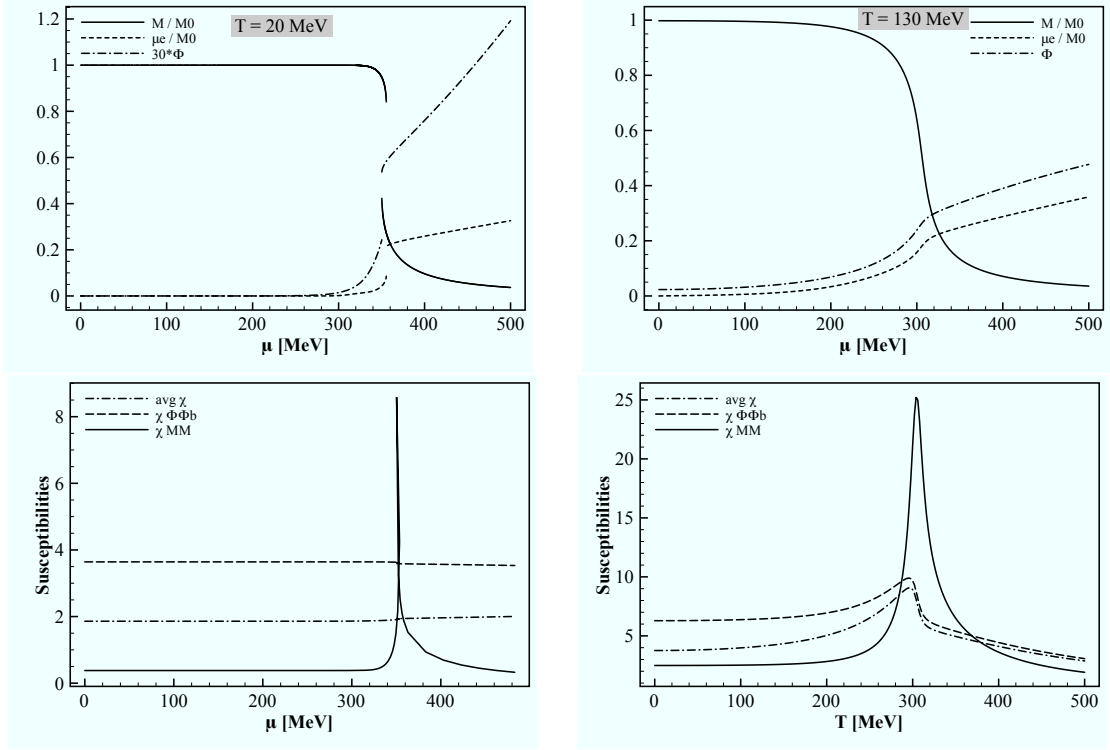 T = 20 MeV
M / M0
μe / M0
30*Φ
1.2
1
0.8
0.6
0.4
0.2
0
0 100 200 300 400 500
μ [MeV]
T = 130 MeV
M / M0
μe / M0
Φ
1
0.8
0.6
0.4
0.2
0
0 100 200 300 400 500
μ [MeV]
avg χ
χ ΦΦb
χ MM
Susceptibilities
8
6
4
2
0
0 100 200 300 400
μ [MeV]
avg χ
χ ΦΦb
χ MM
Susceptibilities
25
20
15
10
5
0 100 200 300 400 500
T [MeV]